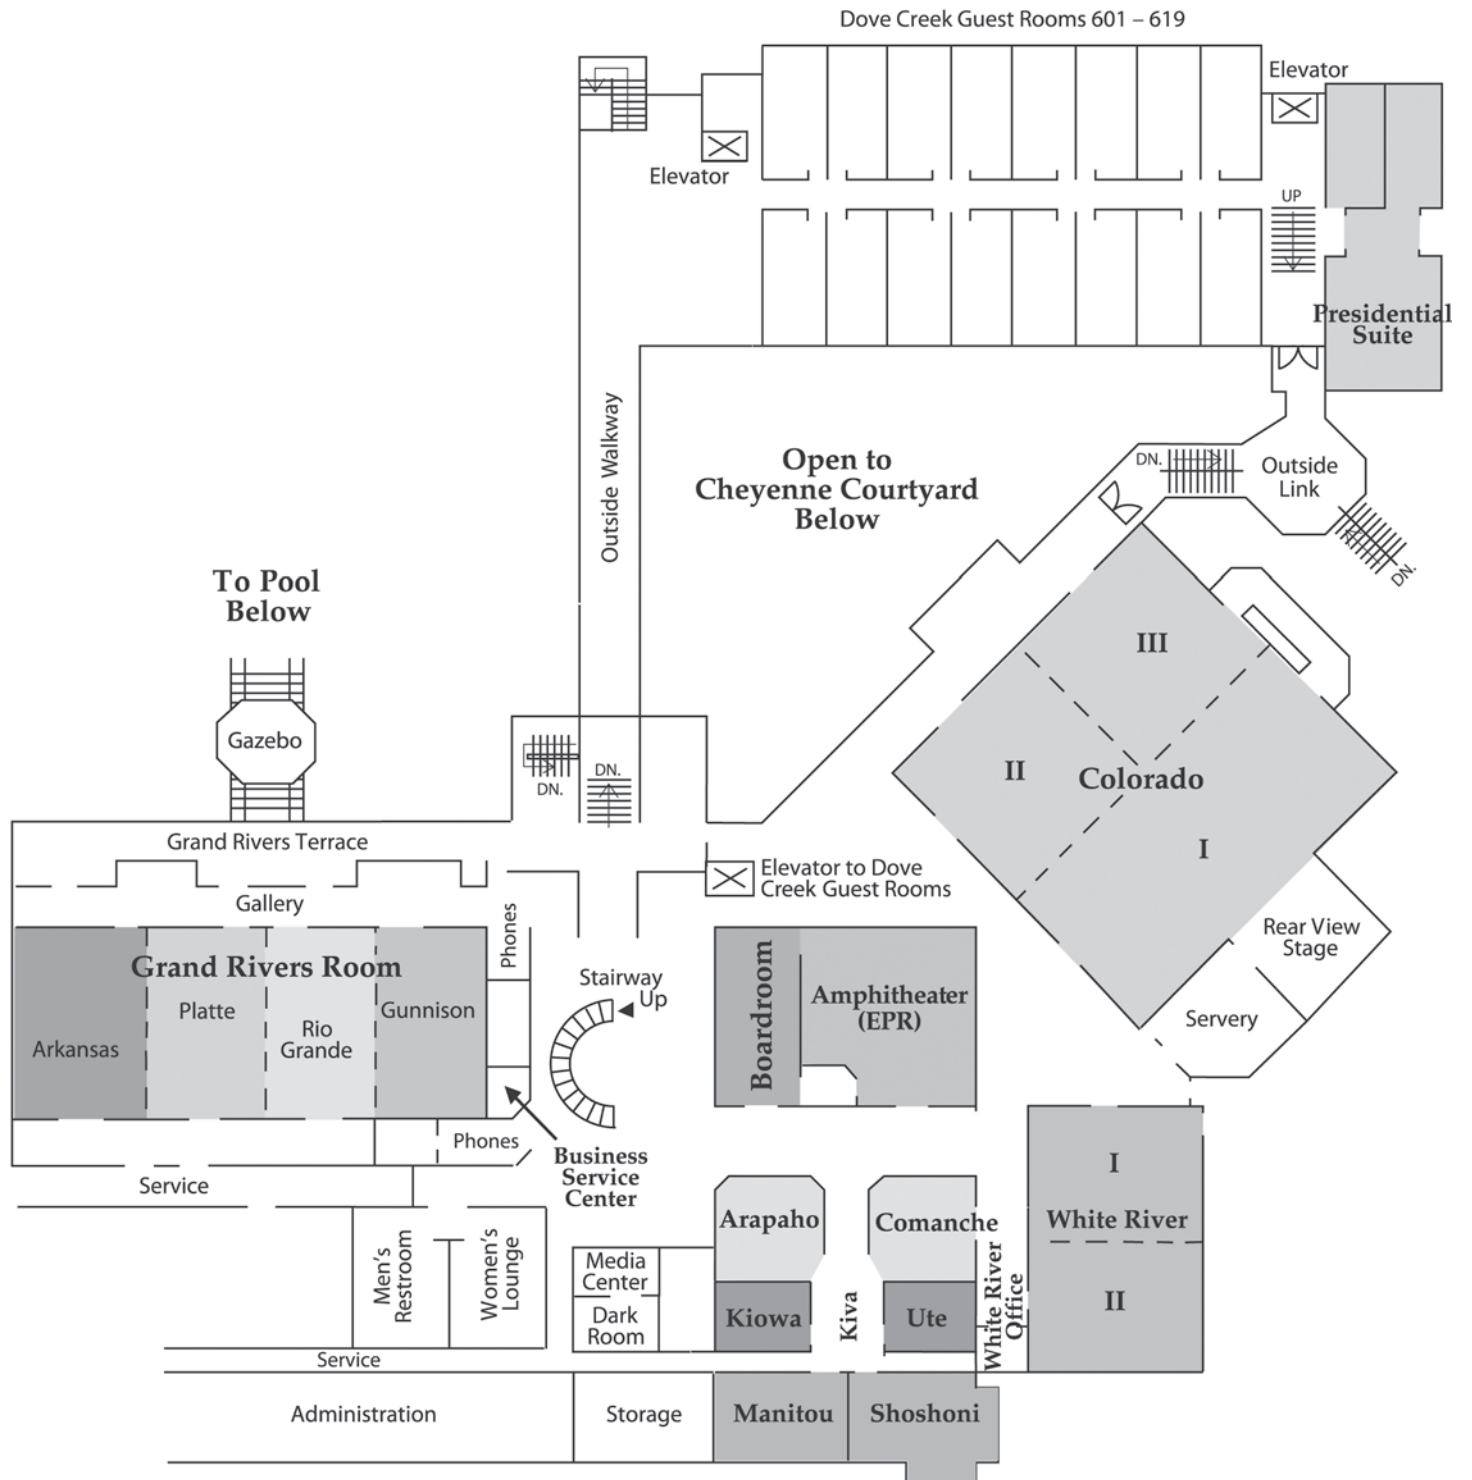 Dove Creek Guest Rooms 601 – 619
Elevator
Elevator
UP
Presidential
Suite
Outside Walkway
Open to
Cheyenne Courtyard
Below
DN.
Outside
Link
DN.
To Pool
Below
Gazebo
III
II
Colorado
I
DN.
DN.
Grand Rivers Terrace
Gallery
Elevator to Dove
Creek Guest Rooms
Phones
Rear View
Stage
Servery
Grand Rivers Room
Arkansas
Platte
Rio
Grande
Gunnison
Stairway
Up
Boardroom
Amphitheater
(EPR)
Phones
Business
Service
Center
Service
Men's
Restroom
Women's
Lounge
Media
Center
Dark
Room
Arapaho
Comanche
Kiowa
Kiva
Ute
White River
Office
I
White River
II
Service
Administration
Storage
Manitou
Shoshoni